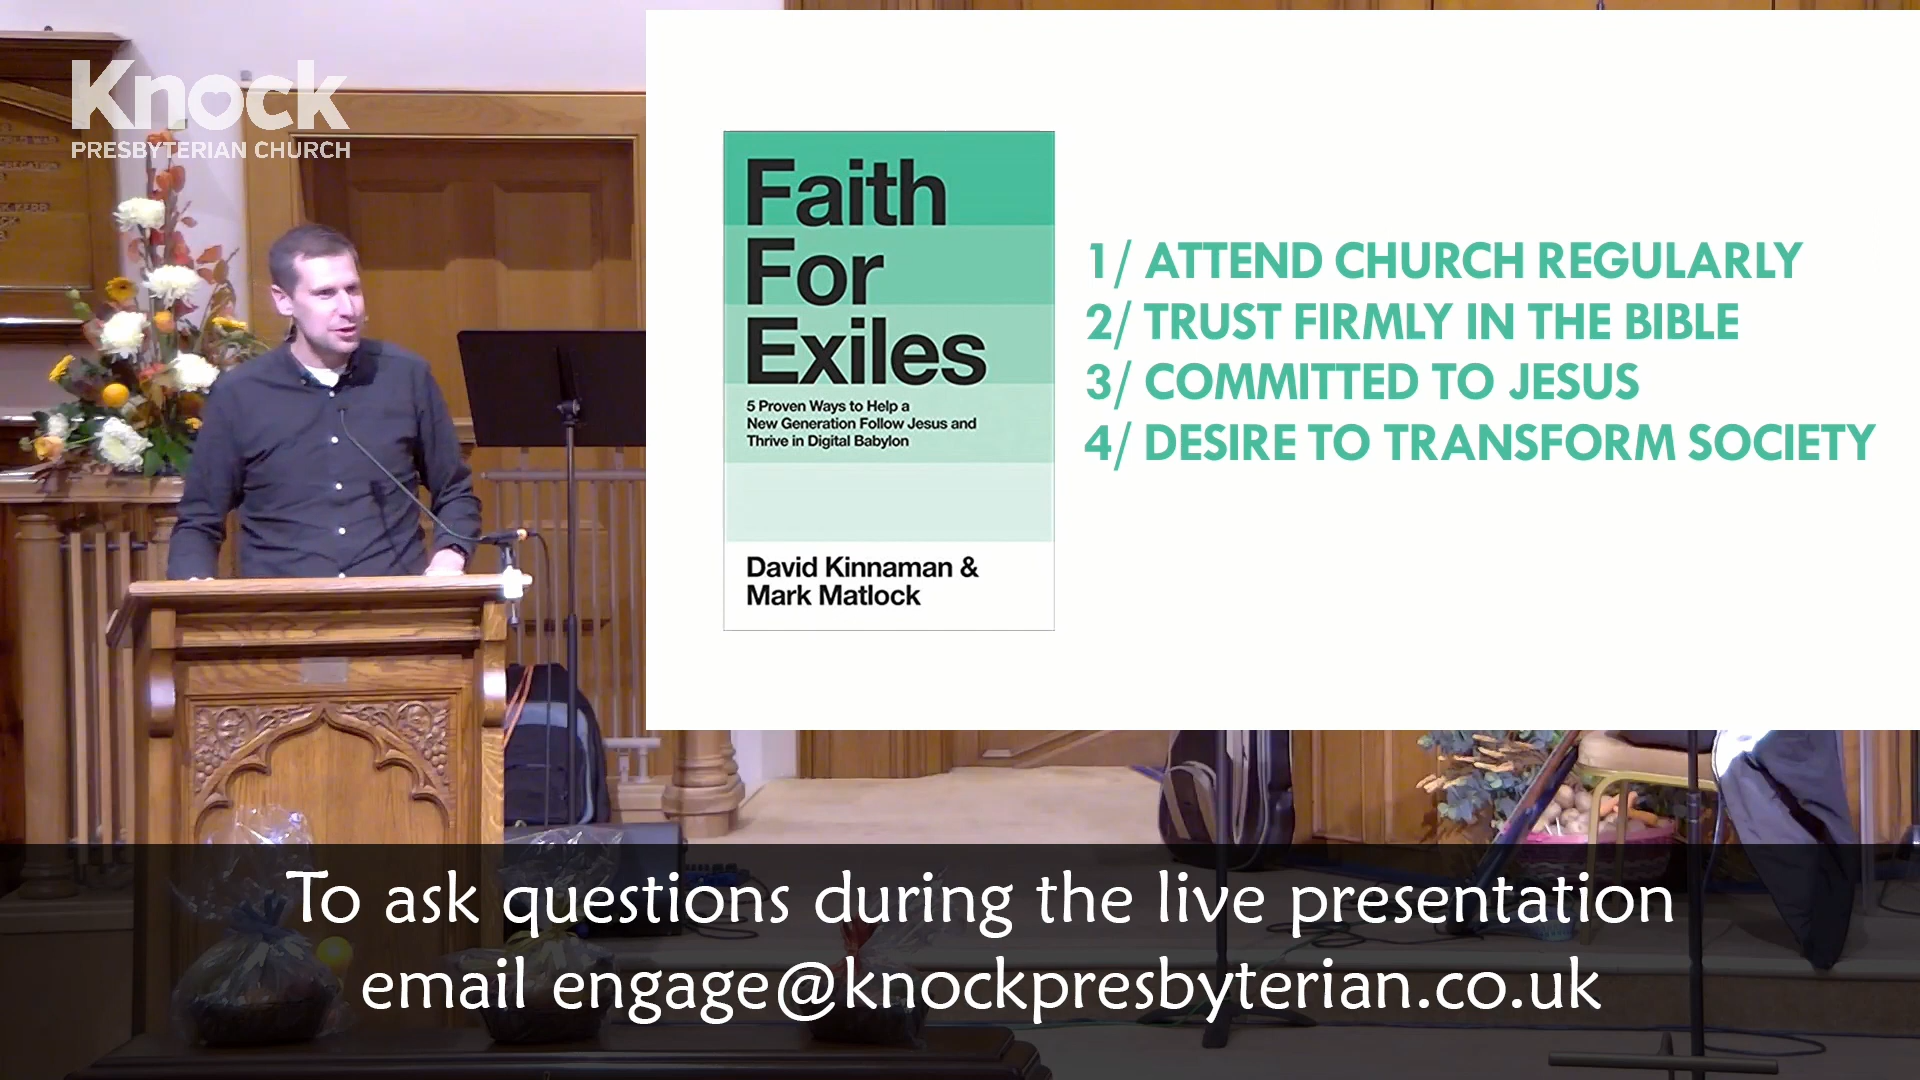 Knock
PRESBYTERIAN CHURCH
Faith
For
Exiles
5 Proven Ways to Help a
New Generation Follow Jesus and
Thrive in Digital Babylon
David Kinnaman &
Mark Matlock
1/ ATTEND CHURCH REGULARLY
2/ TRUST FIRMLY IN THE BIBLE
3/ COMMITTED TO JESUS
4/ DESIRE TO TRANSFORM SOCIETY
To ask questions during the live presentation
email engage@knockpresbyterian.co.uk